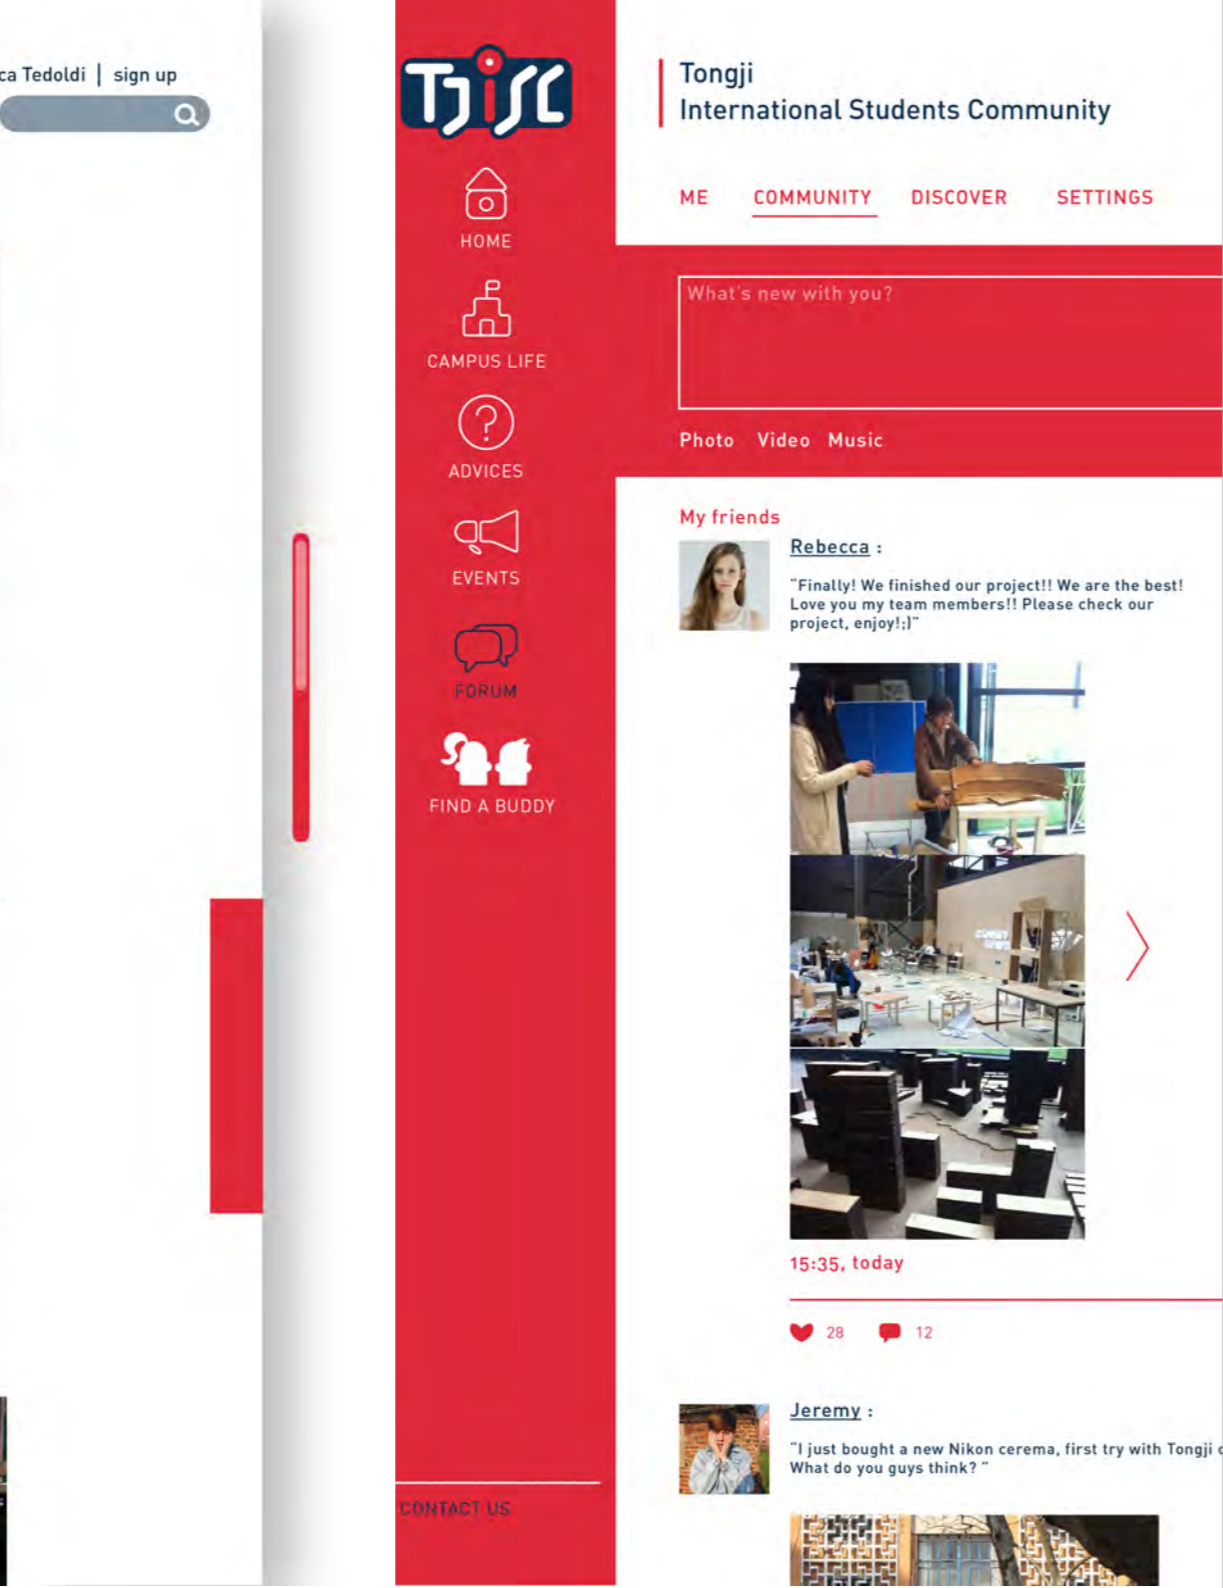 ca Tedoldi | sign up
TJiSC
HOME
CAMPUS LIFE
ADVICES
EVENTS
FORUM
FIND A BUDDY
CONTACT US
Tongji
International Students Community
ME COMMUNITY DISCOVER SETTINGS
What's new with you?
Photo Video Music
My friends
Rebecca :
"Finally! We finished our project!! We are the best!
Love you my team members!! Please check our
project, enjoy!;)"
15:35, today
28 12
Jeremy :
"I just bought a new Nikon cerema, first try with Tongji
What do you guys think? "